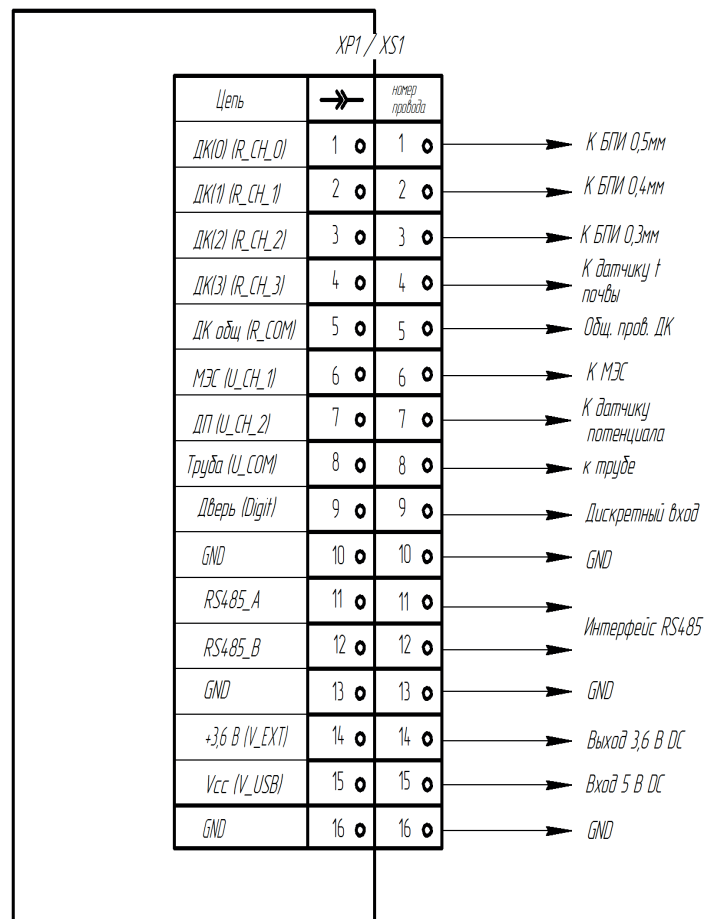 XP1 / XS1
Цепь
номер
провода
ДК(0) (R_CH_0) 1 1 К БПИ 0,5мм
ДК(1) (R_CH_1) 2 2 К БПИ 0,4мм
ДК(2) (R_CH_2) 3 3 К БПИ 0,3мм
ДК(3) (R_CH_3) 4 4 К датчику t
почвы
ДК общ (R_COM) 5 5 Общ. пров. ДК
МЭС (U_CH_1) 6 6 К МЭС
ДП (U_CH_2) 7 7 К датчику
потенциала
Труба (U_COM) 8 8 к трубе
Дверь (Digit) 9 9 Дискретный вход
GND 10 10 GND
RS485_A 11 11
Интерфейс RS485
RS485_B 12 12
GND 13 13 GND
+3,6 В (V_EXT) 14 14 Выход 3,6 В DC
Vcc (V_USB) 15 15 Вход 5 В DC
GND 16 16 GND